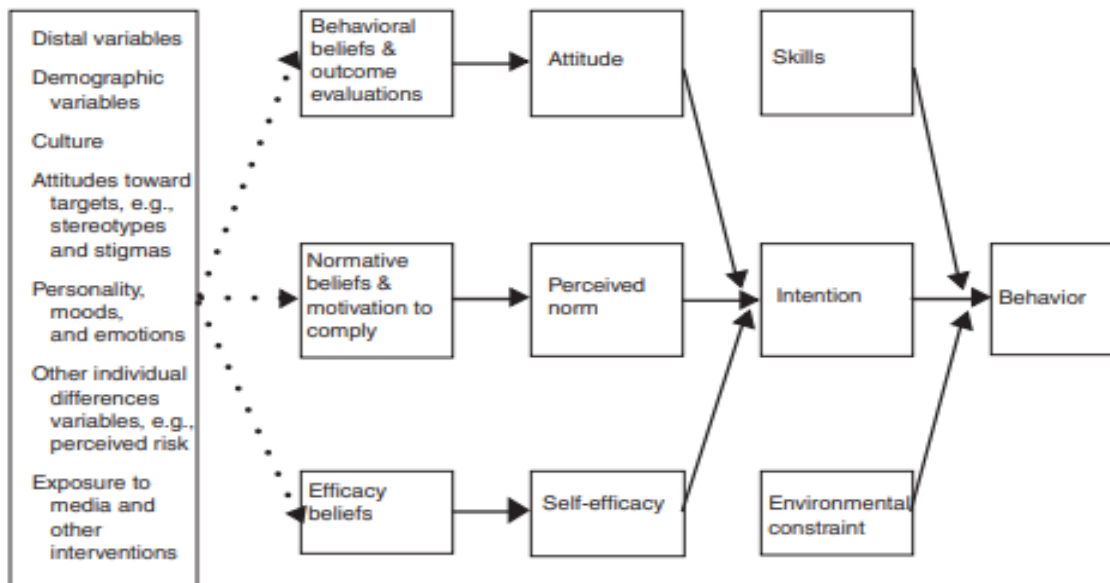 Distal variables
Demographic
variables
Culture
Attitudes toward
targets, e.g.,
stereotypes
and stigmas
Personality,
moods,
and emotions
Other individual
differences
variables, e.g.,
perceived risk
Exposure to
media and
other
interventions
Behavioral
beliefs &
outcome
evaluations
Attitude
Skills
Normative
beliefs &
motivation to
comply
Perceived
norm
Intention
Behavior
Efficacy
beliefs
Self-efficacy
Environmental
constraint